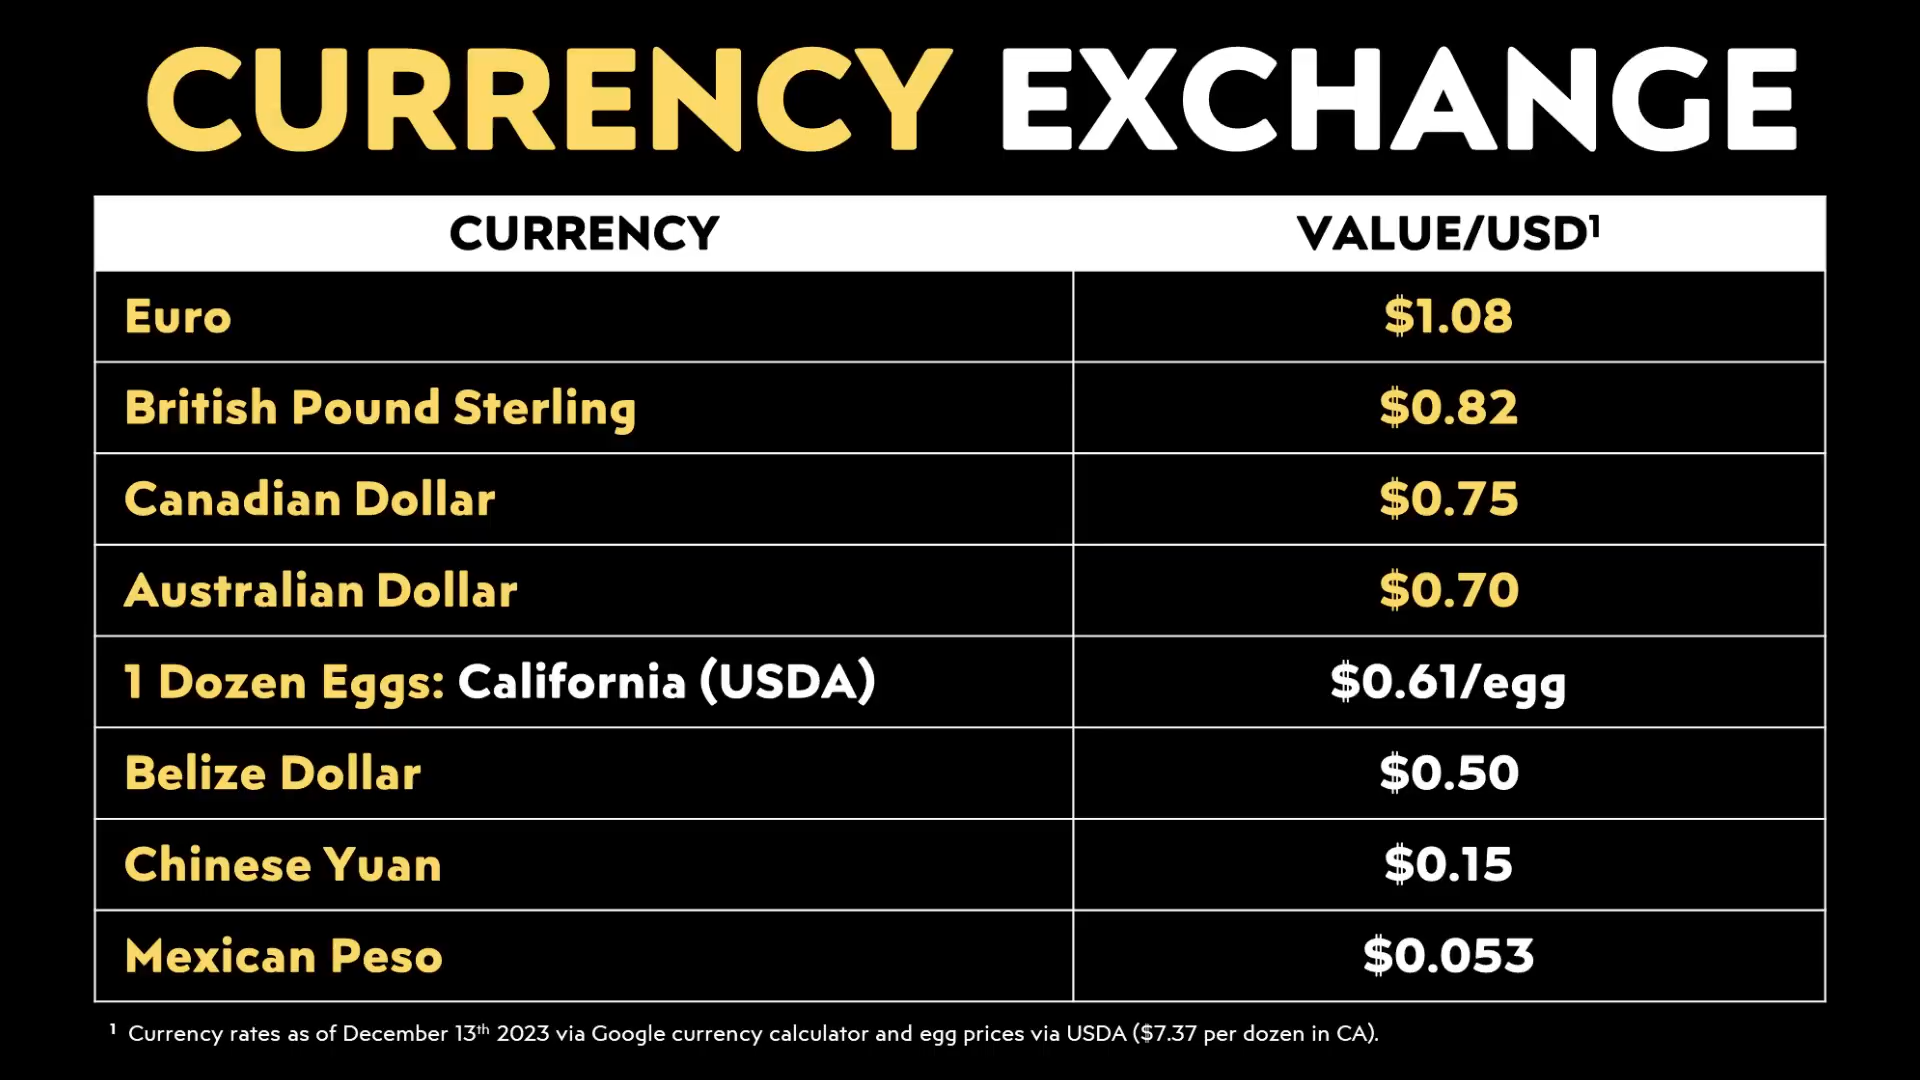 CURRENCY EXCHANGE
CURRENCY VALUE/USD¹
Euro $1.08
British Pound Sterling $0.82
Canadian Dollar $0.75
Australian Dollar $0.70
1 Dozen Eggs: California (USDA) $0.61/egg
Belize Dollar $0.50
Chinese Yuan $0.15
Mexican Peso $0.053
¹ Currency rates as of December 13ᵗʰ 2023 via Google currency calculator and egg prices via USDA ($7.37 per dozen in CA).